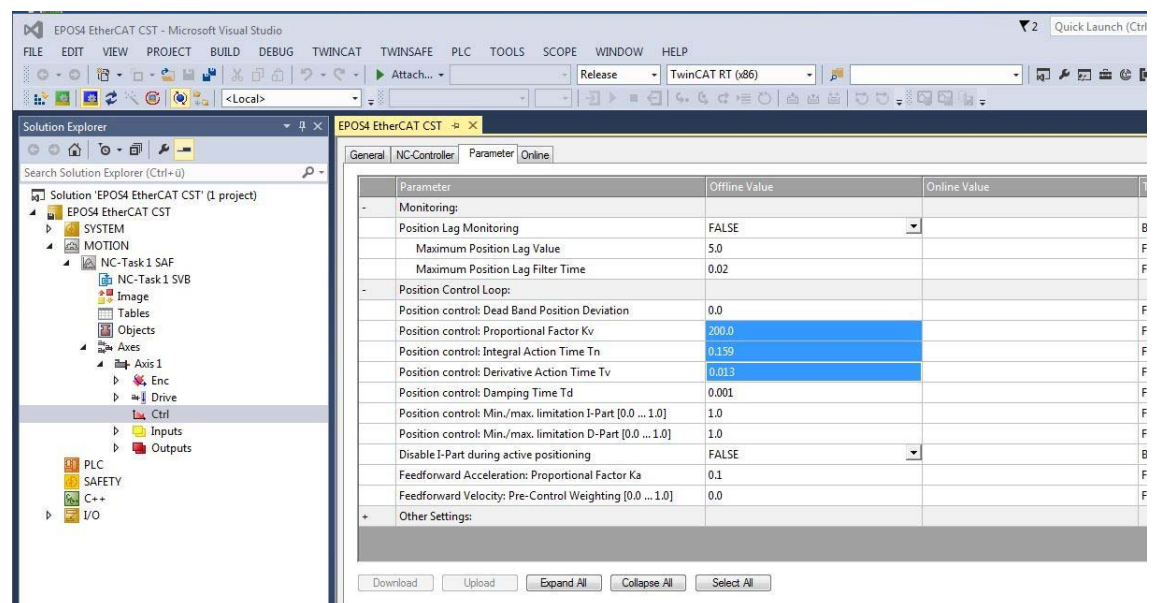 EPOS4 EtherCAT CST - Microsoft Visual Studio
2 Quick Launch (Ctrl
FILE EDIT VIEW PROJECT BUILD DEBUG TWINCAT TWINSAFE PLC TOOLS SCOPE WINDOW HELP
Attach... Release TwinCAT RT (x86)
<Local>
Solution Explorer
EPOS4 EtherCAT CST
General NC-Controller Parameter Online
Search Solution Explorer (Ctrl+ü)
Solution 'EPOS4 EtherCAT CST' (1 project)
EPOS4 EtherCAT CST
SYSTEM
MOTION
NC-Task 1 SAF
NC-Task 1 SVB
Image
Tables
Objects
Axes
Axis 1
Enc
Drive
Ctrl
Inputs
Outputs
PLC
SAFETY
C++
I/O
Parameter Offline Value Online Value T
- Monitoring:
Position Lag Monitoring FALSE B
Maximum Position Lag Value 5.0 F
Maximum Position Lag Filter Time 0.02 F
- Position Control Loop:
Position control: Dead Band Position Deviation 0.0 F
Position control: Proportional Factor Kv 200.0 F
Position control: Integral Action Time Tn 0.159 F
Position control: Derivative Action Time Tv 0.013 F
Position control: Damping Time Td 0.001 F
Position control: Min./max. limitation I-Part [0.0 ... 1.0] 1.0 F
Position control: Min./max. limitation D-Part [0.0 ... 1.0] 1.0 F
Disable I-Part during active positioning FALSE B
Feedforward Acceleration: Proportional Factor Ka 0.1 F
Feedforward Velocity: Pre-Control Weighting [0.0 ... 1.0] 0.0 F
+ Other Settings:
Download Upload Expand All Collapse All Select All